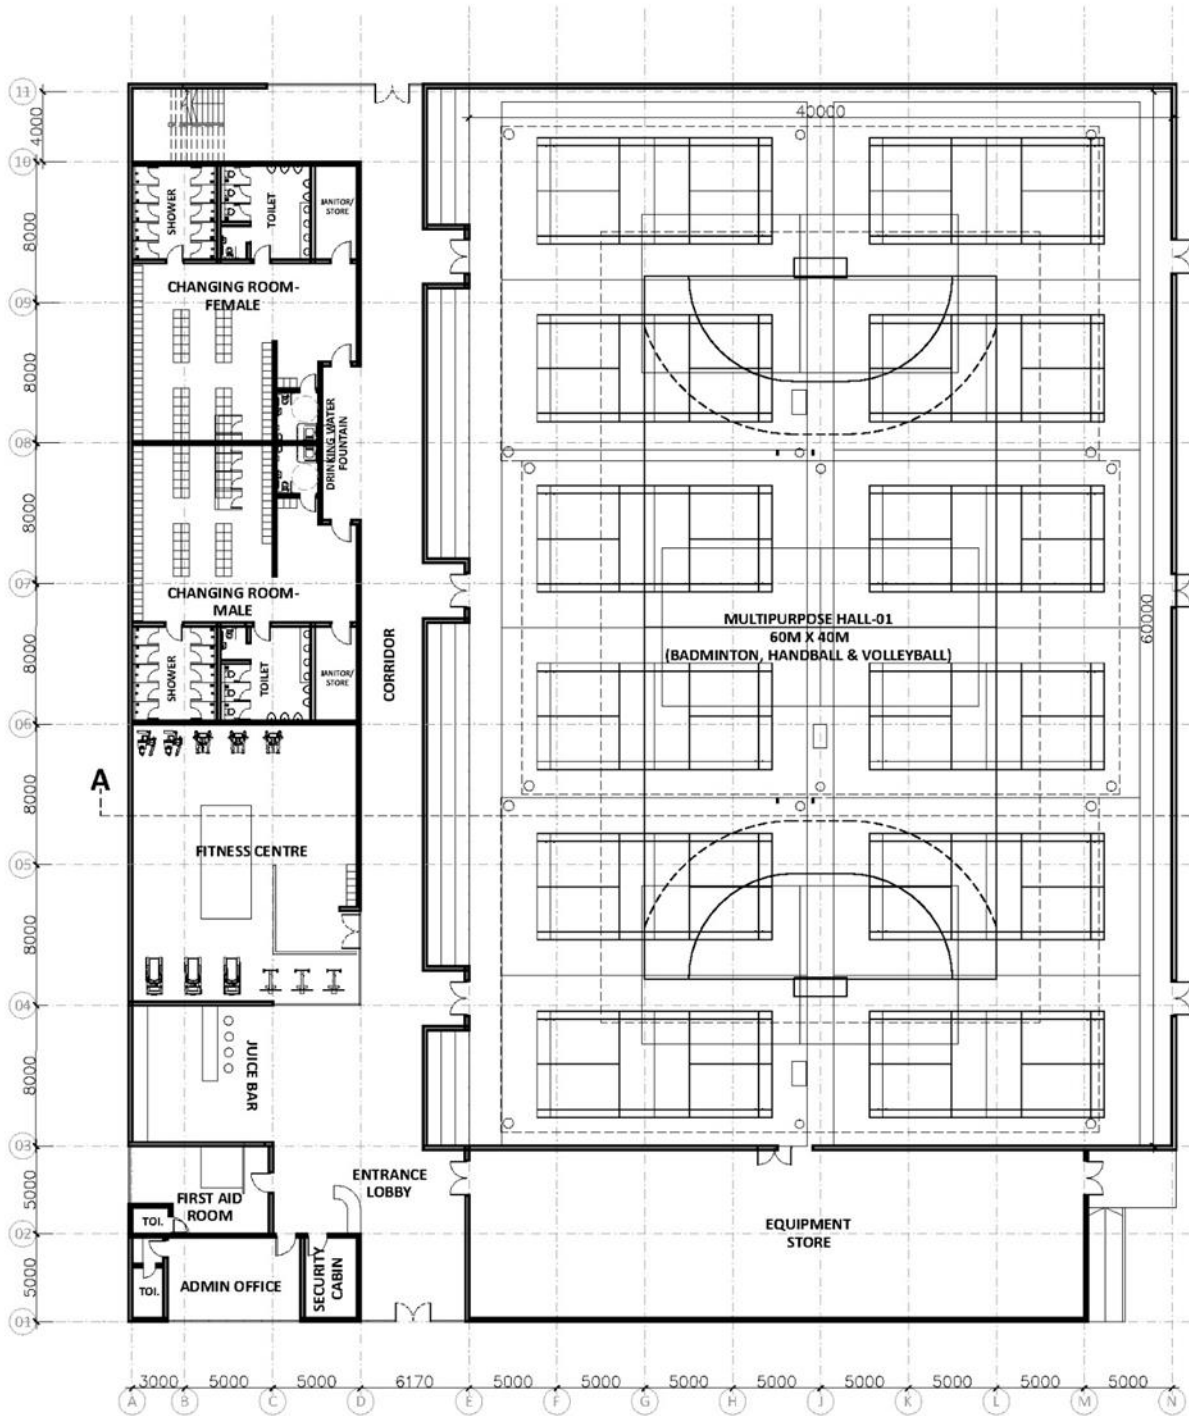 11
40000
4000
10
SHOWER
TOILET
JANITOR/
STORE
8000
CHANGING ROOM-
FEMALE
09
8000
DRINKING WATER
FOUNTAIN
08
8000
07
CHANGING ROOM-
MALE
MULTIPURPOSE HALL-01
60M X 40M
(BADMINTON, HANDBALL & VOLLEYBALL)
60000
8000
SHOWER
TOILET
JANITOR/
STORE
CORRIDOR
06
A
8000
FITNESS CENTRE
05
8000
04
JUICE BAR
8000
03
ENTRANCE
LOBBY
5000
FIRST AID
ROOM
TOI.
02
EQUIPMENT
STORE
5000
ADMIN OFFICE
TOI.
SECURITY
CABIN
01
3000 5000 5000 6170 5000 5000 5000 5000 5000 5000 5000 5000
A B C D E F G H J K L M N